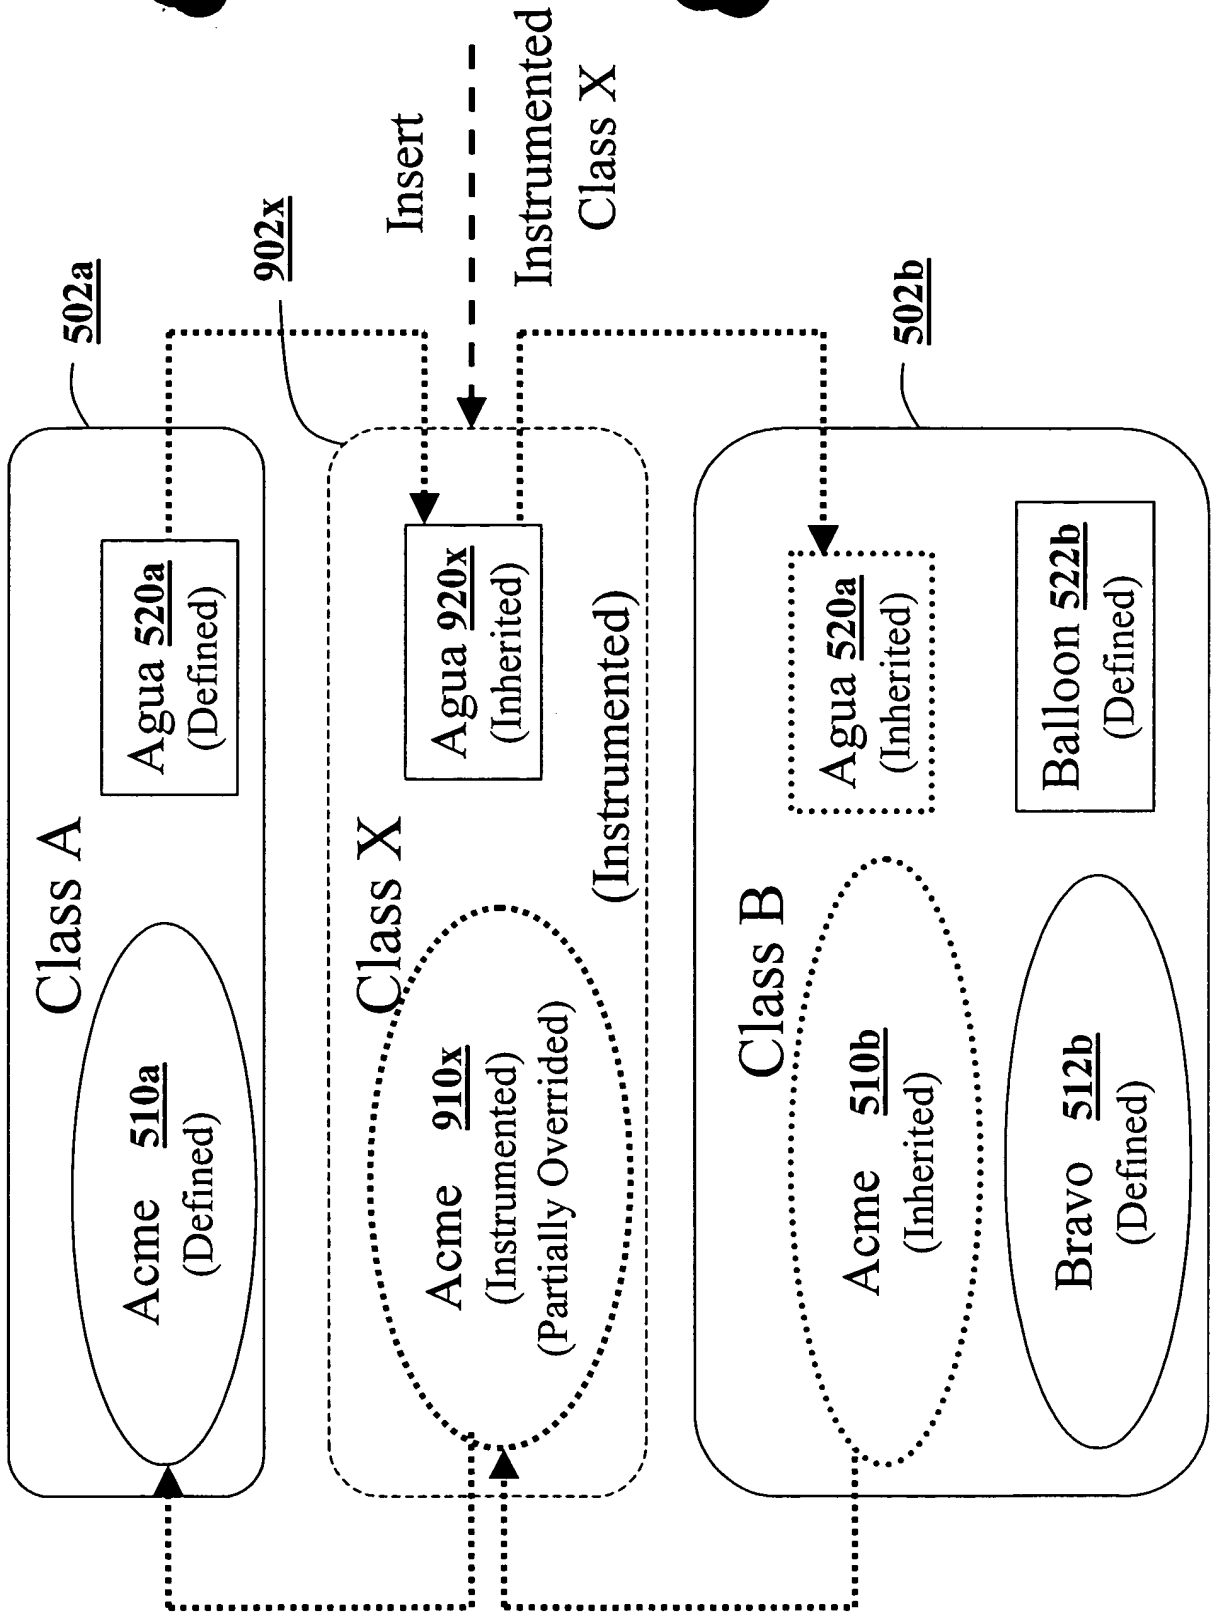 Class A
502a
Acme 510a
(Defined)
Agua 520a
(Defined)
Class X
902x
Acme 910x
(Instrumented)
(Partially Overrided)
Agua 920x
(Inherited)
(Instrumented)
Insert
Instrumented
Class X
Class B
502b
Acme 510b
(Inherited)
Agua 520a
(Inherited)
Bravo 512b
(Defined)
Balloon 522b
(Defined)